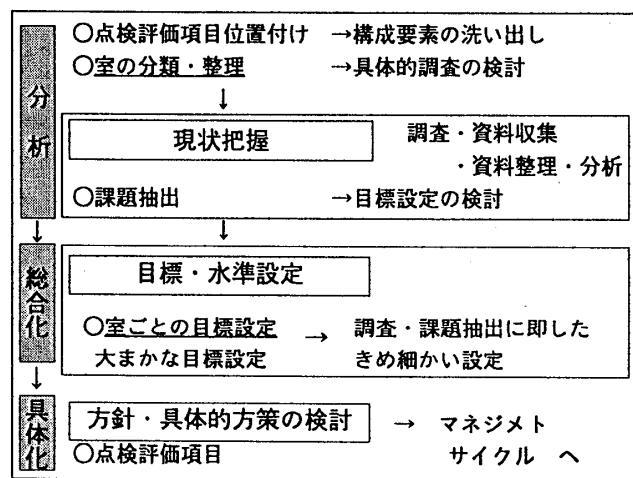 分析
○点検評価項目位置付け →構成要素の洗い出し
○室の分類・整理 →具体的調査の検討
↓
現状把握 調査・資料収集
・資料整理・分析
○課題抽出 →目標設定の検討
↓ ↓
総合化
目標・水準設定
○室ごとの目標設定 → 調査・課題抽出に即した
大まかな目標設定 きめ細かい設定
↓
具体化
方針・具体的方策の検討 → マネジメト
○点検評価項目 サイクル へ